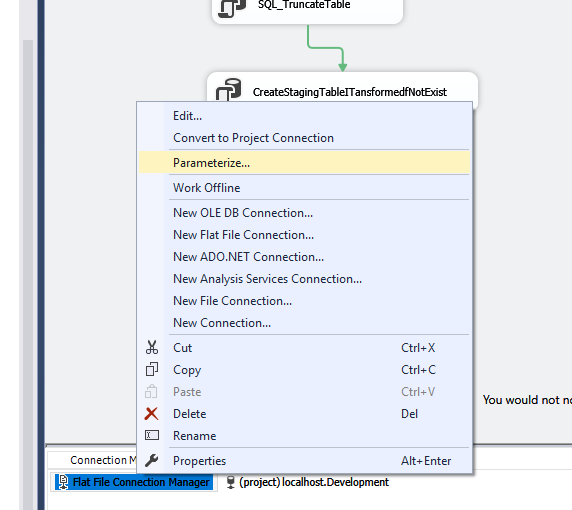 SQL_TruncateTable
CreateStagingTableITansformedfNotExist
Edit...
Convert to Project Connection
Parameterize...
Work Offline
New OLE DB Connection...
New Flat File Connection...
New ADO.NET Connection...
New Analysis Services Connection...
New File Connection...
New Connection...
Cut Ctrl+X
Copy Ctrl+C
Paste Ctrl+V
Delete Del
Rename
Properties Alt+Enter
You would not
Connection
Flat File Connection Manager (project) localhost.Development